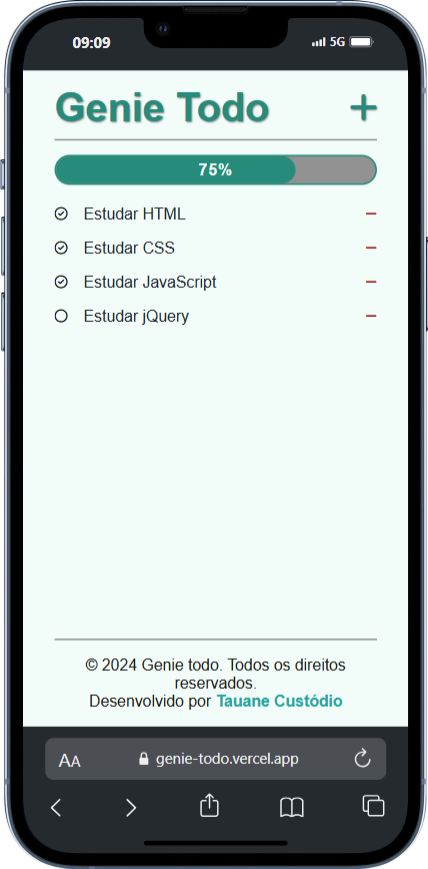 09:09
5G
Genie Todo
75%
Estudar HTML
Estudar CSS
Estudar JavaScript
Estudar jQuery
© 2024 Genie todo. Todos os direitos
reservados.
Desenvolvido por Tauane Custódio
AA
genie-todo.vercel.app